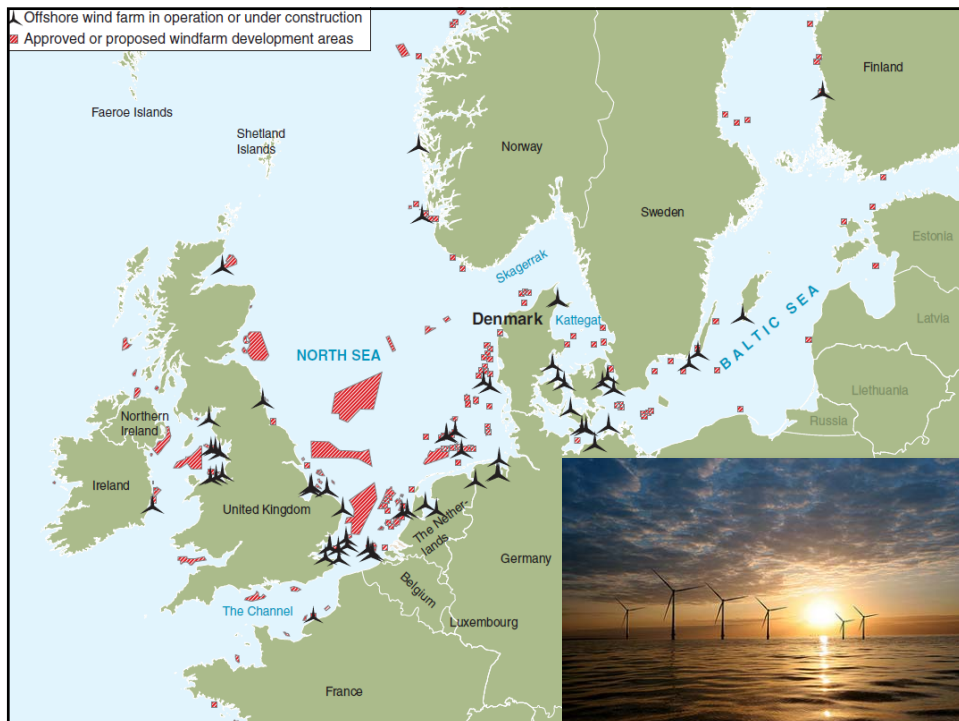 Offshore wind farm in operation or under construction
Approved or proposed windfarm development areas
Faeroe Islands
Shetland
Islands
Norway
Finland
Sweden
Estonia
Skagerrak
Denmark
Kattegat
BALTIC SEA
Latvia
NORTH SEA
Liethuania
Russia
Northern
Ireland
Ireland
United Kingdom
The Nether-
lands
Germany
Belgium
The Channel
Luxembourg
France